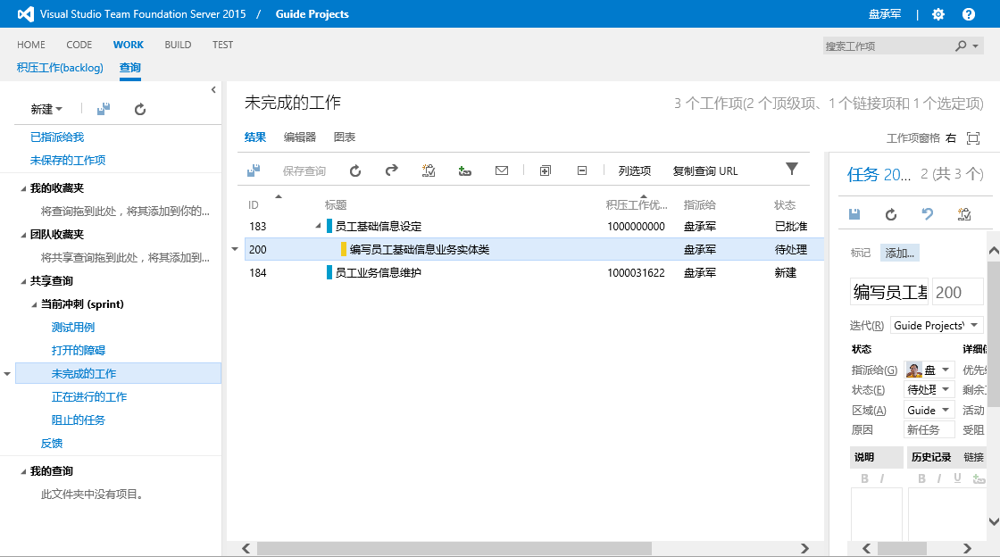 Visual Studio Team Foundation Server 2015 / Guide Projects 盘承军 |
HOME CODE WORK BUILD TEST 搜索工作项
积压工作(backlog) 查询
新建
已指派给我
未保存的工作项
我的收藏夹
将查询拖到此处，将其添加到你的...
团队收藏夹
将共享查询拖到此处，将其添加到...
共享查询
当前冲刺 (sprint)
测试用例
打开的障碍
未完成的工作
正在进行的工作
阻止的任务
反馈
我的查询
此文件夹中没有项目。
未完成的工作 3 个工作项(2 个顶级项、1 个链接项和 1 个选定项)
结果 编辑器 图表 工作项窗格 右
保存查询 列选项 复制查询 URL
ID 标题 积压工作优... 指派给 状态
183 员工基础信息设定 1000000000 盘承军 已批准
200 编写员工基础信息业务实体类 盘承军 待处理
184 员工业务信息维护 1000031622 盘承军 新建
任务 20... 2 (共 3 个)
标记 添加...
编写员工基 200
迭代(R) Guide Projects\
状态 详细信
指派给(G) 盘 优先级
状态(E) 待处理 剩余工
区域(A) Guide 活动
原因 新任务 受阻
说明 历史记录 链接
B I B I U